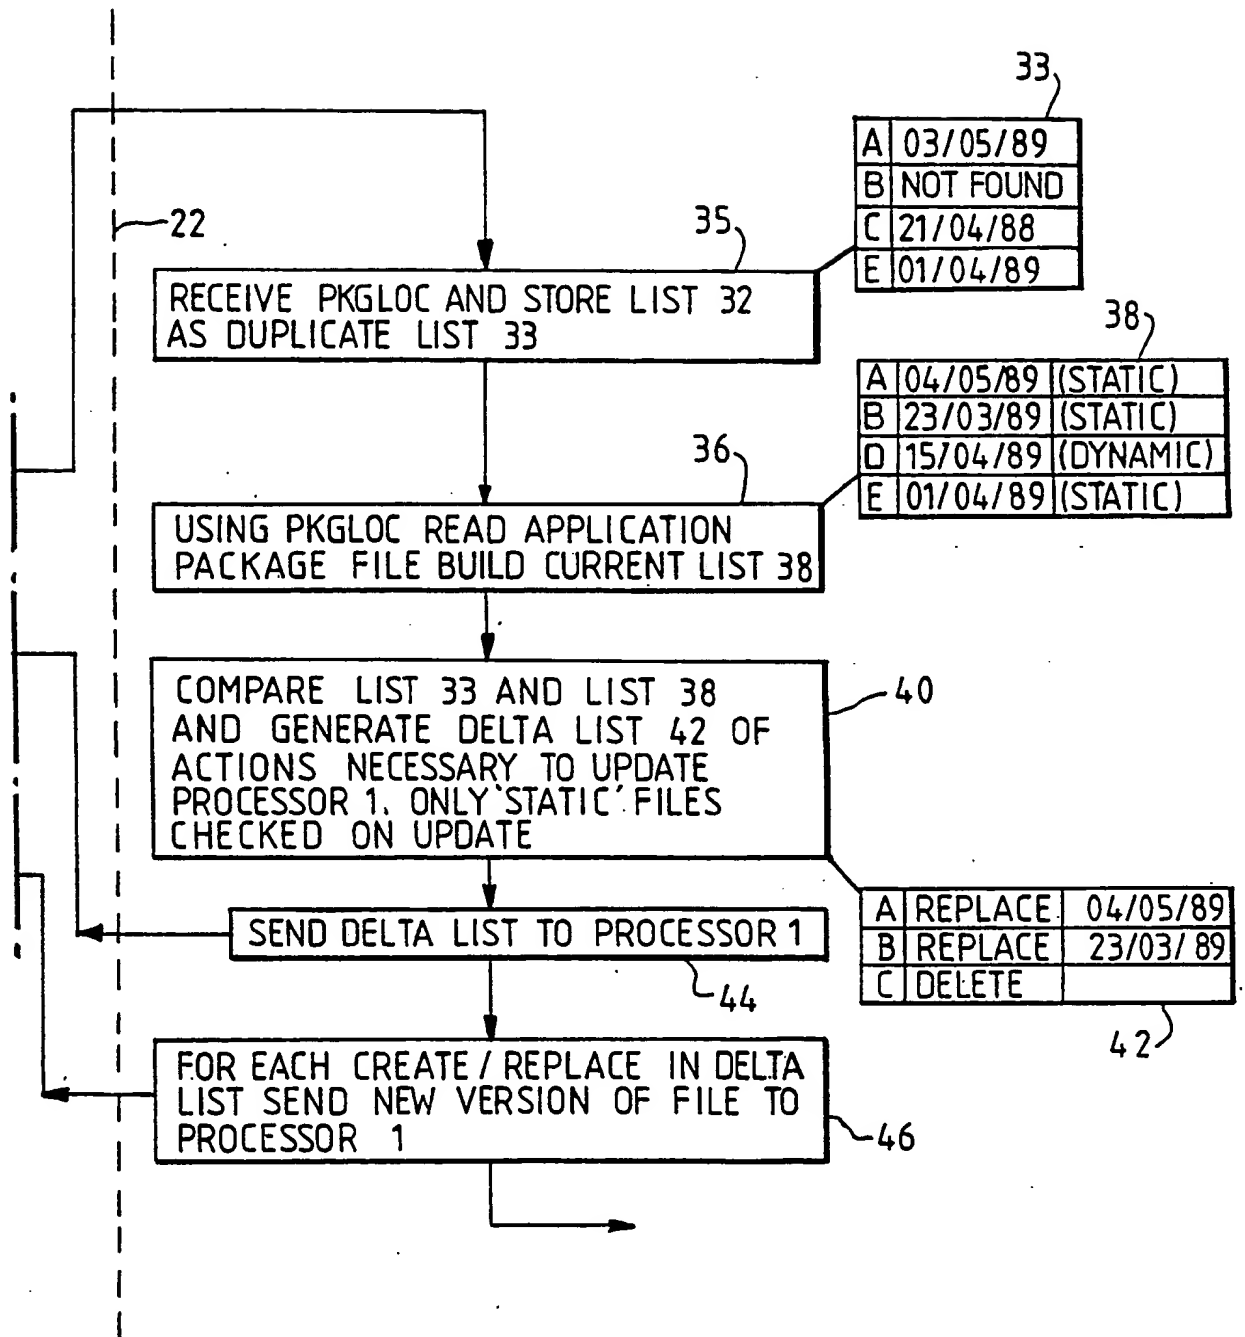 33
A 03/05/89
B NOT FOUND
C 21/04/88
E 01/04/89
22
35
RECEIVE PKGLOC AND STORE LIST 32
AS DUPLICATE LIST 33
38
A 04/05/89 (STATIC)
B 23/03/89 (STATIC)
D 15/04/89 (DYNAMIC)
E 01/04/89 (STATIC)
36
USING PKGLOC READ APPLICATION
PACKAGE FILE BUILD CURRENT LIST 38
COMPARE LIST 33 AND LIST 38
AND GENERATE DELTA LIST 42 OF
ACTIONS NECESSARY TO UPDATE
PROCESSOR 1. ONLY 'STATIC' FILES
CHECKED ON UPDATE
40
A REPLACE 04/05/89
B REPLACE 23/03/89
C DELETE
42
SEND DELTA LIST TO PROCESSOR 1
44
FOR EACH CREATE / REPLACE IN DELTA
LIST SEND NEW VERSION OF FILE TO
PROCESSOR 1
46